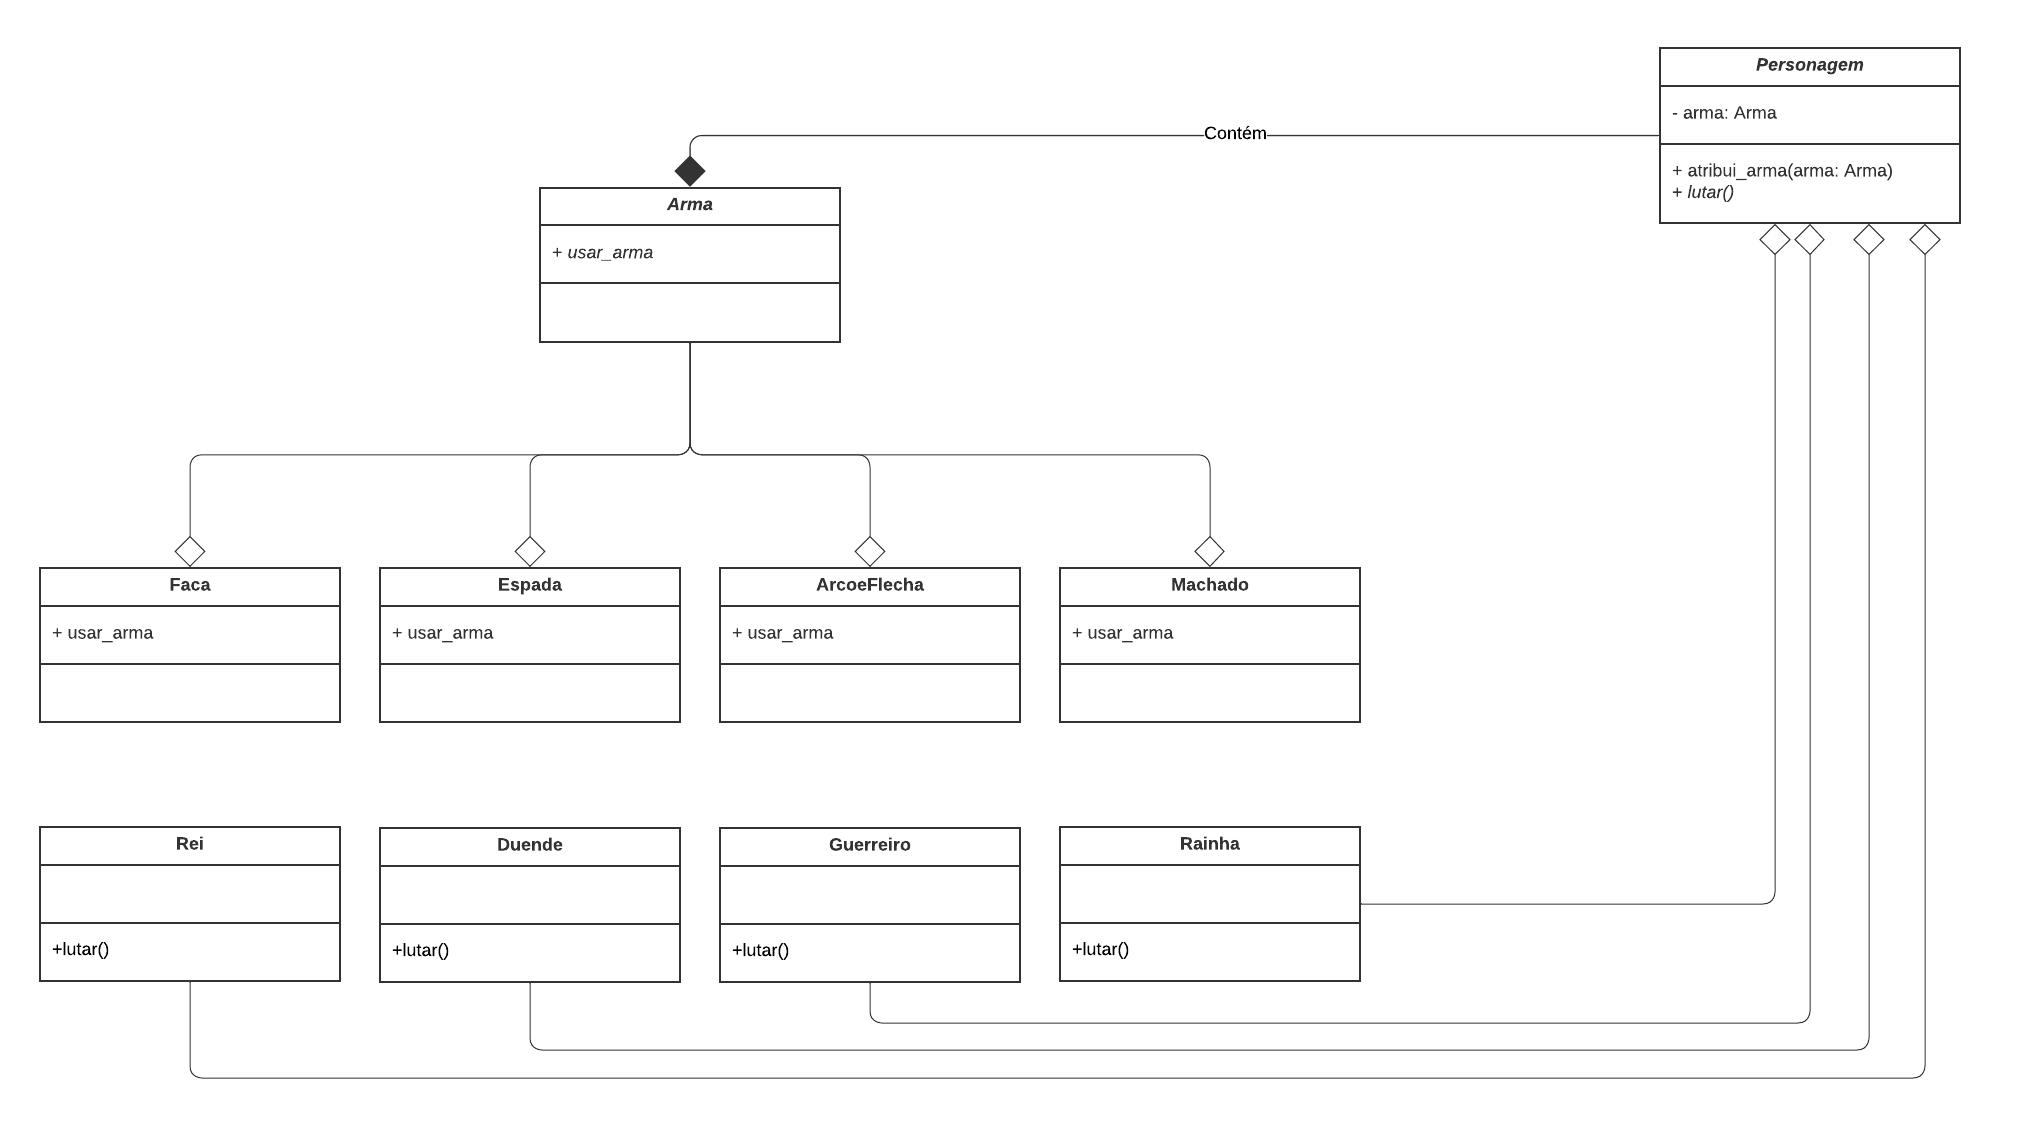 Personagem
- arma: Arma
+ atribui_arma(arma: Arma)
+ lutar()
Contém
Arma
+ usar_arma
Faca
+ usar_arma
Espada
+ usar_arma
ArcoeFlecha
+ usar_arma
Machado
+ usar_arma
Rei
+lutar()
Duende
+lutar()
Guerreiro
+lutar()
Rainha
+lutar()